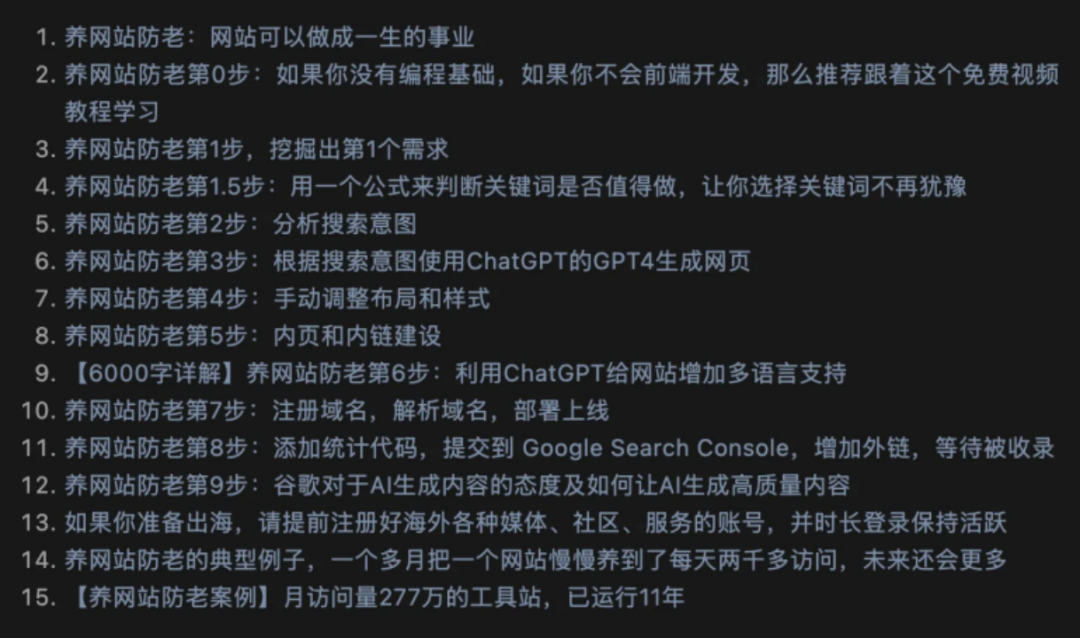 1. 养网站防老：网站可以做成一生的事业
2. 养网站防老第0步：如果你没有编程基础，如果你不会前端开发，那么推荐跟着这个免费视频
教程学习
3. 养网站防老第1步，挖掘出第1个需求
4. 养网站防老第1.5步：用一个公式来判断关键词是否值得做，让你选择关键词不再犹豫
5. 养网站防老第2步：分析搜索意图
6. 养网站防老第3步：根据搜索意图使用ChatGPT的GPT4生成网页
7. 养网站防老第4步：手动调整布局和样式
8. 养网站防老第5步：内页和内链建设
9. 【6000字详解】养网站防老第6步：利用ChatGPT给网站增加多语言支持
10. 养网站防老第7步：注册域名，解析域名，部署上线
11. 养网站防老第8步：添加统计代码，提交到 Google Search Console，增加外链，等待被收录
12. 养网站防老第9步：谷歌对于AI生成内容的态度及如何让AI生成高质量内容
13. 如果你准备出海，请提前注册好海外各种媒体、社区、服务的账号，并时长登录保持活跃
14. 养网站防老的典型例子，一个多月把一个网站慢慢养到了每天两千多访问，未来还会更多
15. 【养网站防老案例】月访问量277万的工具站，已运行11年